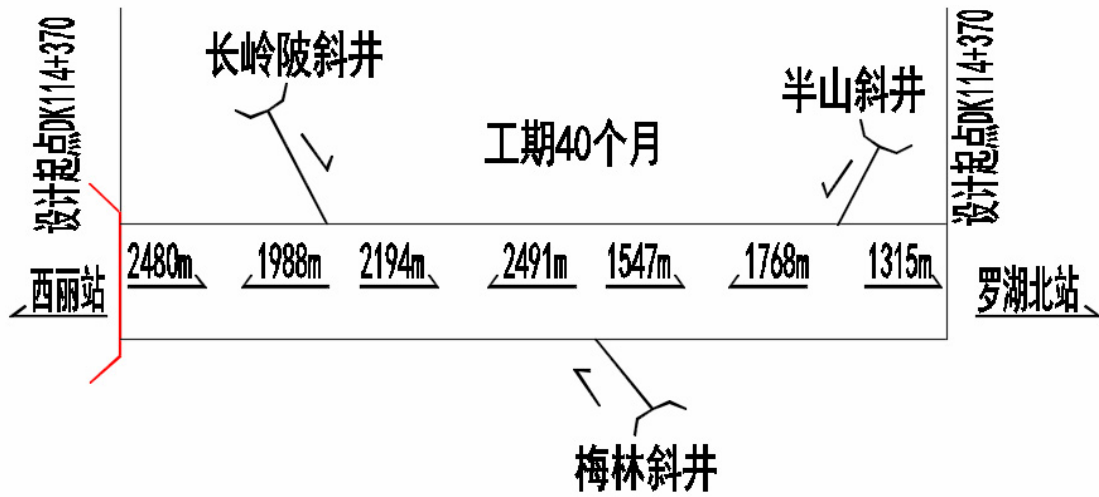 设计起点DK114+370
长岭陂斜井
工期40个月
半山斜井
设计起点DK114+370
西丽站
2480m
1988m
2194m
2491m
1547m
1768m
1315m
罗湖北站
梅林斜井